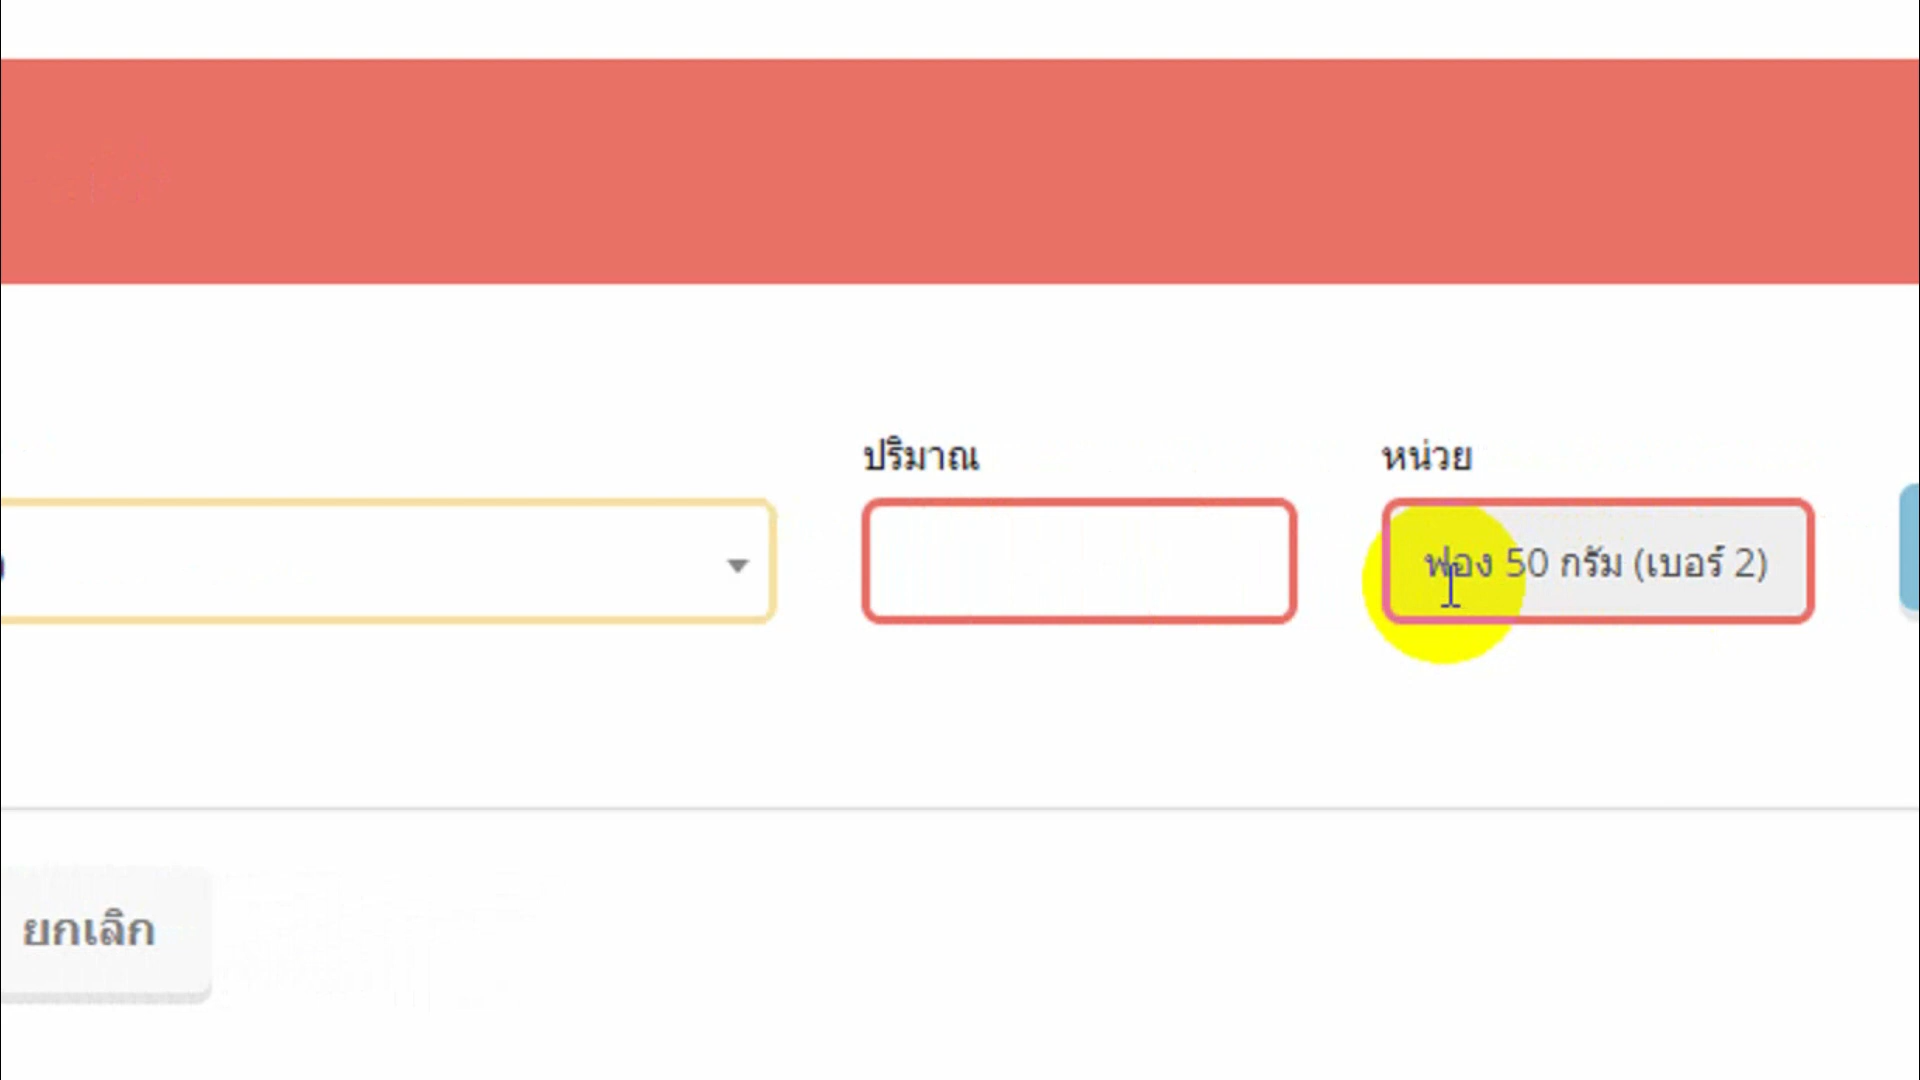 ปริมาณ
หน่วย
ฟอง 50 กรัม (เบอร์ 2)
ยกเลิก